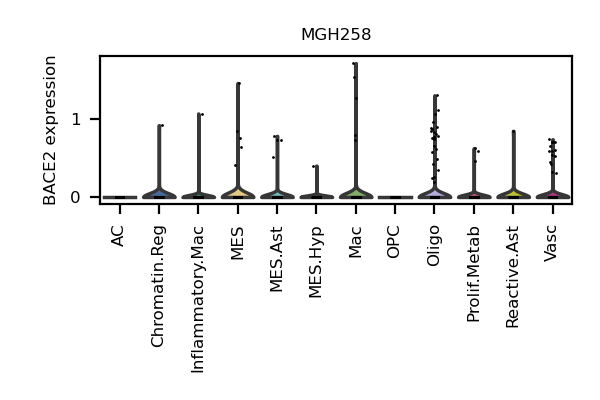 MGH258
BACE2 expression
1
0
AC
Chromatin.Reg
Inflammatory.Mac
MES
MES.Ast
MES.Hyp
Mac
OPC
Oligo
Prolif.Metab
Reactive.Ast
Vasc